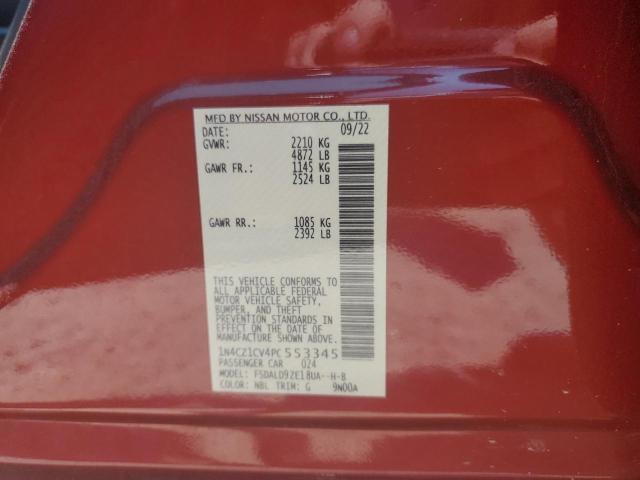 MFD BY NISSAN MOTOR CO., LTD.
DATE: 09/22
GVWR: 2210 KG
4872 LB
GAWR FR.: 1145 KG
2524 LB
GAWR RR.: 1085 KG
2392 LB
THIS VEHICLE CONFORMS TO
ALL APPLICABLE FEDERAL
MOTOR VEHICLE SAFETY,
BUMPER, AND THEFT
PREVENTION STANDARDS IN
EFFECT ON THE DATE OF
MANUFACTURE SHOWN ABOVE.
1N4CZ1CV4PC553345
PASSENGER CAR 024
MODEL: FSDALD9ZE18UA--H-B
COLOR: NBL TRIM: G 9N00A